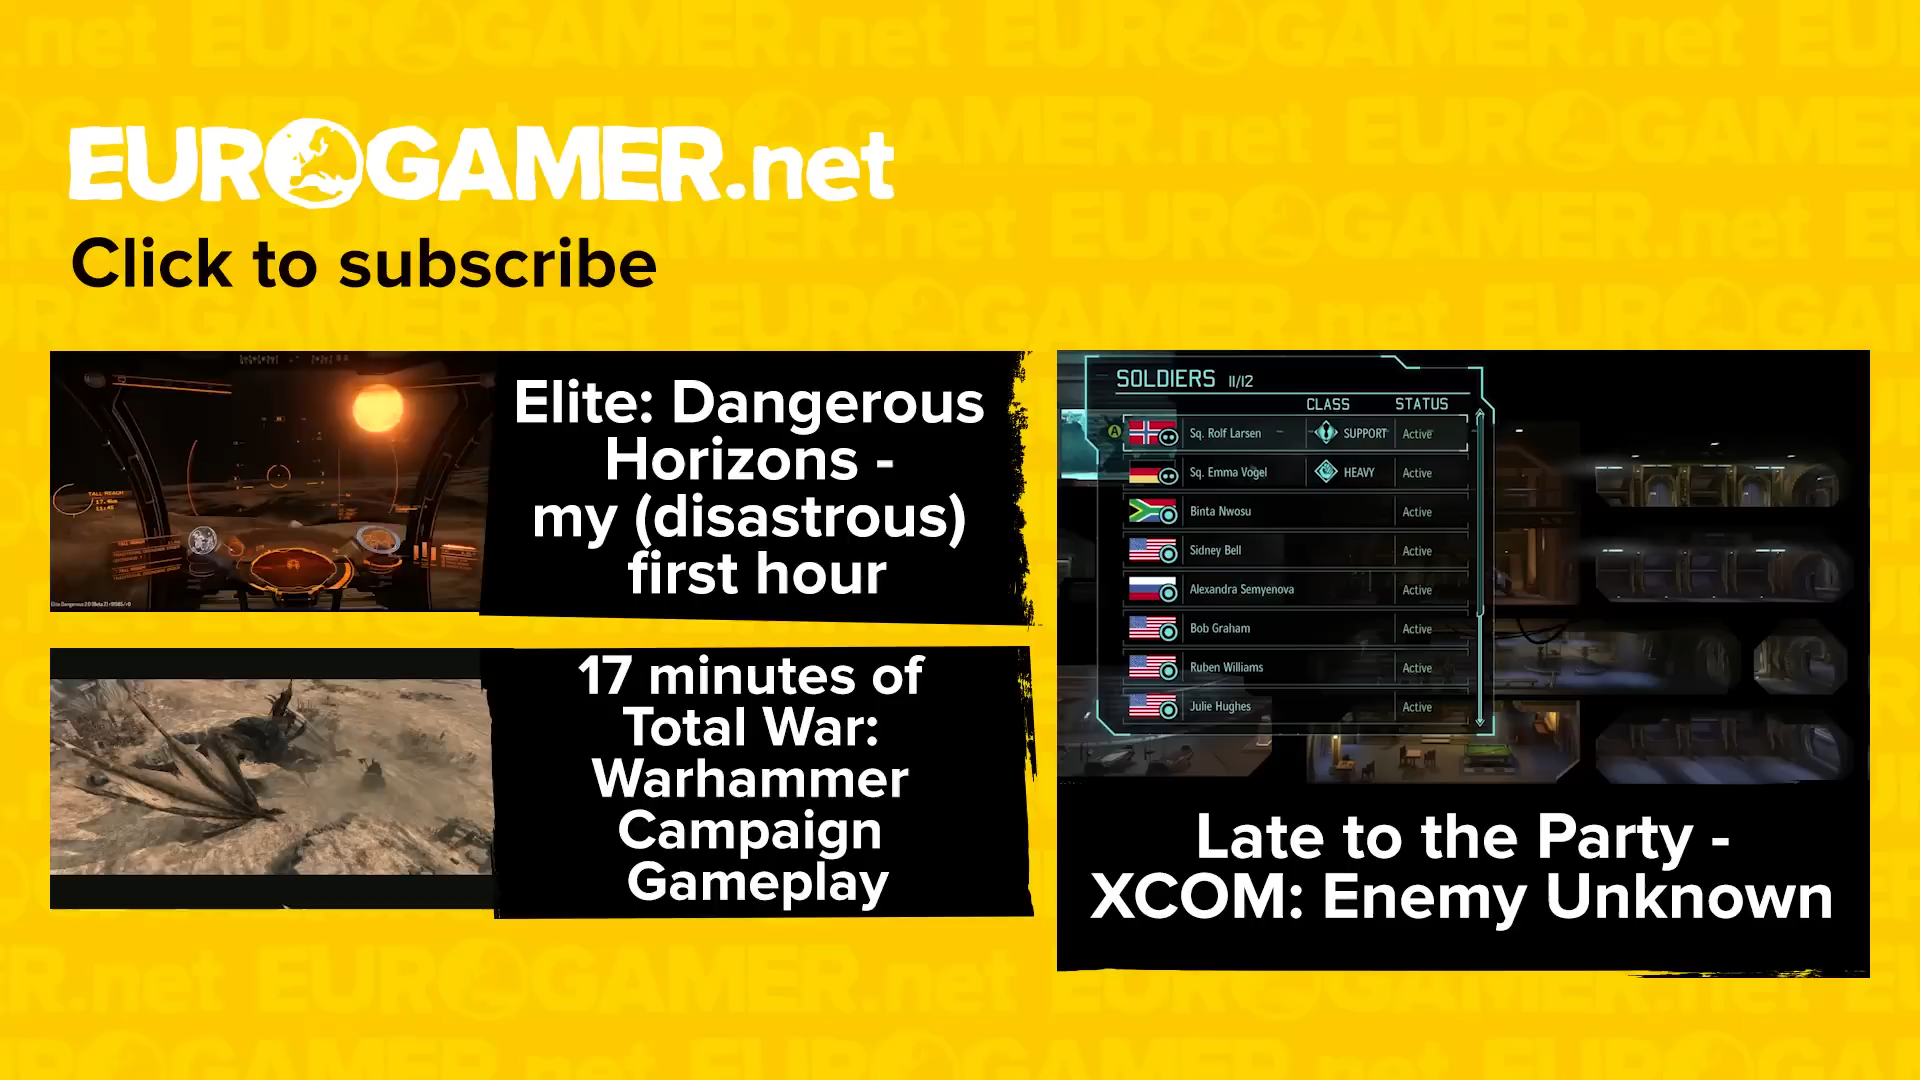 EUROGAMER.net
Click to subscribe
Elite: Dangerous
Horizons -
my (disastrous)
first hour
17 minutes of
Total War:
Warhammer
Campaign
Gameplay
SOLDIERS 11/12
CLASS STATUS
A Sq. Rolf Larsen SUPPORT Active
Sq. Emma Vogel HEAVY Active
Binta Nwosu Active
Sidney Bell Active
Alexandra Semyenova Active
Bob Graham Active
Ruben Williams Active
Julie Hughes Active
Late to the Party -
XCOM: Enemy Unknown